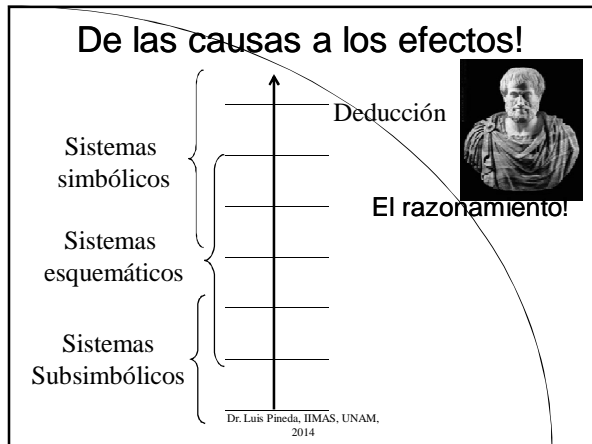 De las causas a los efectos!
Deducción
Sistemas
simbólicos
El razonamiento!
Sistemas
esquemáticos
Sistemas
Subsimbólicos
Dr. Luis Pineda, IIMAS, UNAM,
2014